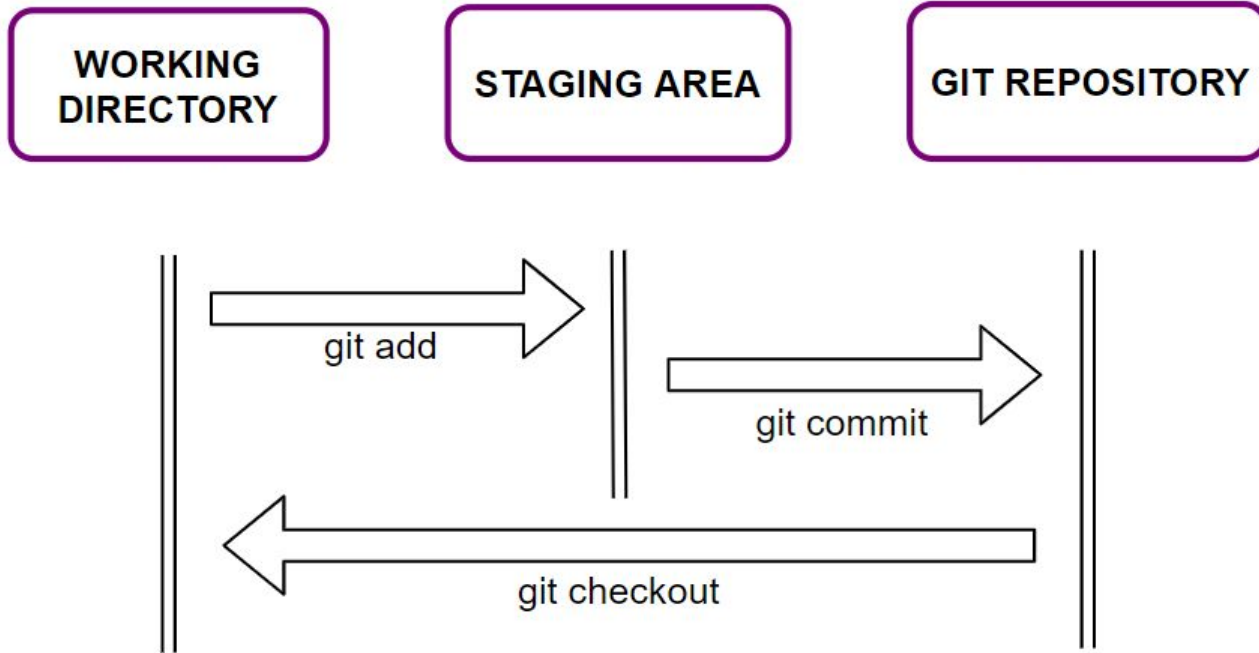 WORKING
DIRECTORY
STAGING AREA
GIT REPOSITORY
git add
git commit
git checkout